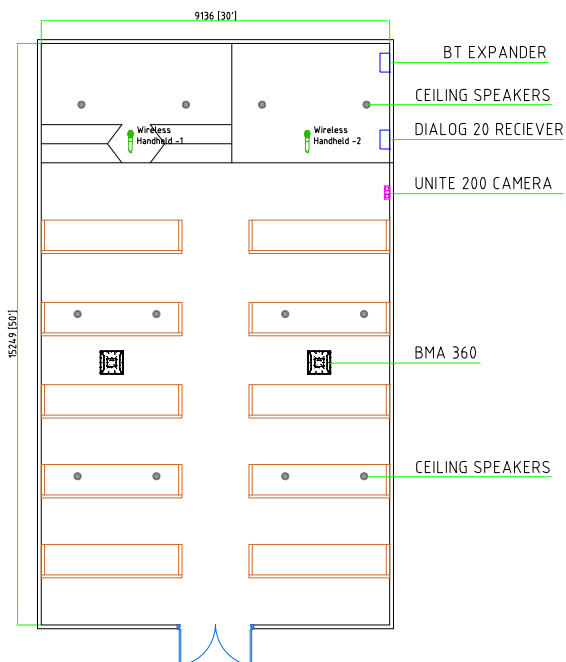 9136 [30']
BT EXPANDER
CEILING SPEAKERS
DIALOG 20 RECIEVER
Wireless
Handheld -1
Wireless
Handheld -2
UNITE 200 CAMERA
15249 [50']
BMA 360
CEILING SPEAKERS